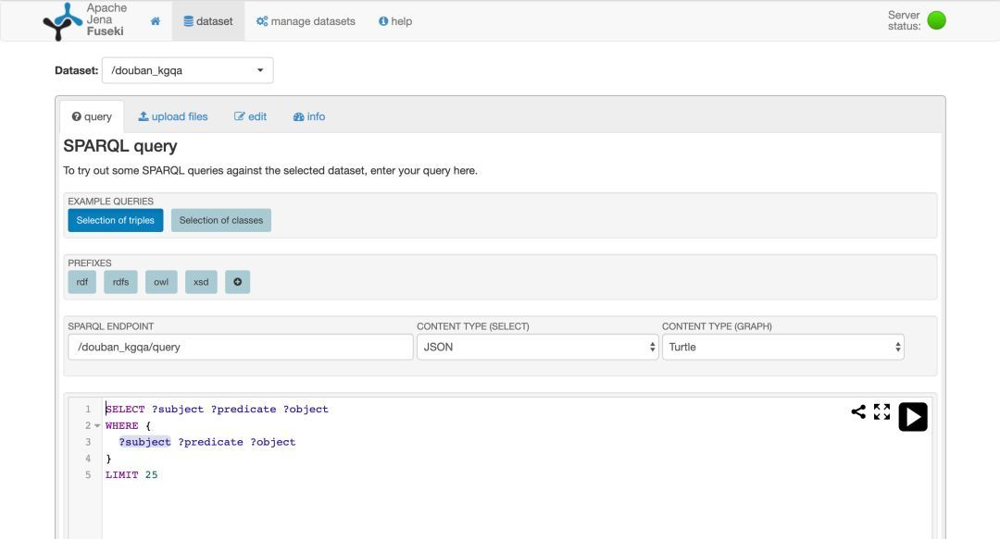 Apache
Jena
Fuseki
dataset
manage datasets
help
Server
status:
Dataset: /douban_kgqa
query
upload files
edit
info
SPARQL query
To try out some SPARQL queries against the selected dataset, enter your query here.
EXAMPLE QUERIES
Selection of triples
Selection of classes
PREFIXES
rdf
rdfs
owl
xsd
SPARQL ENDPOINT
/douban_kgqa/query
CONTENT TYPE (SELECT)
JSON
CONTENT TYPE (GRAPH)
Turtle
1 SELECT ?subject ?predicate ?object
2 WHERE {
3 ?subject ?predicate ?object
4 }
5 LIMIT 25